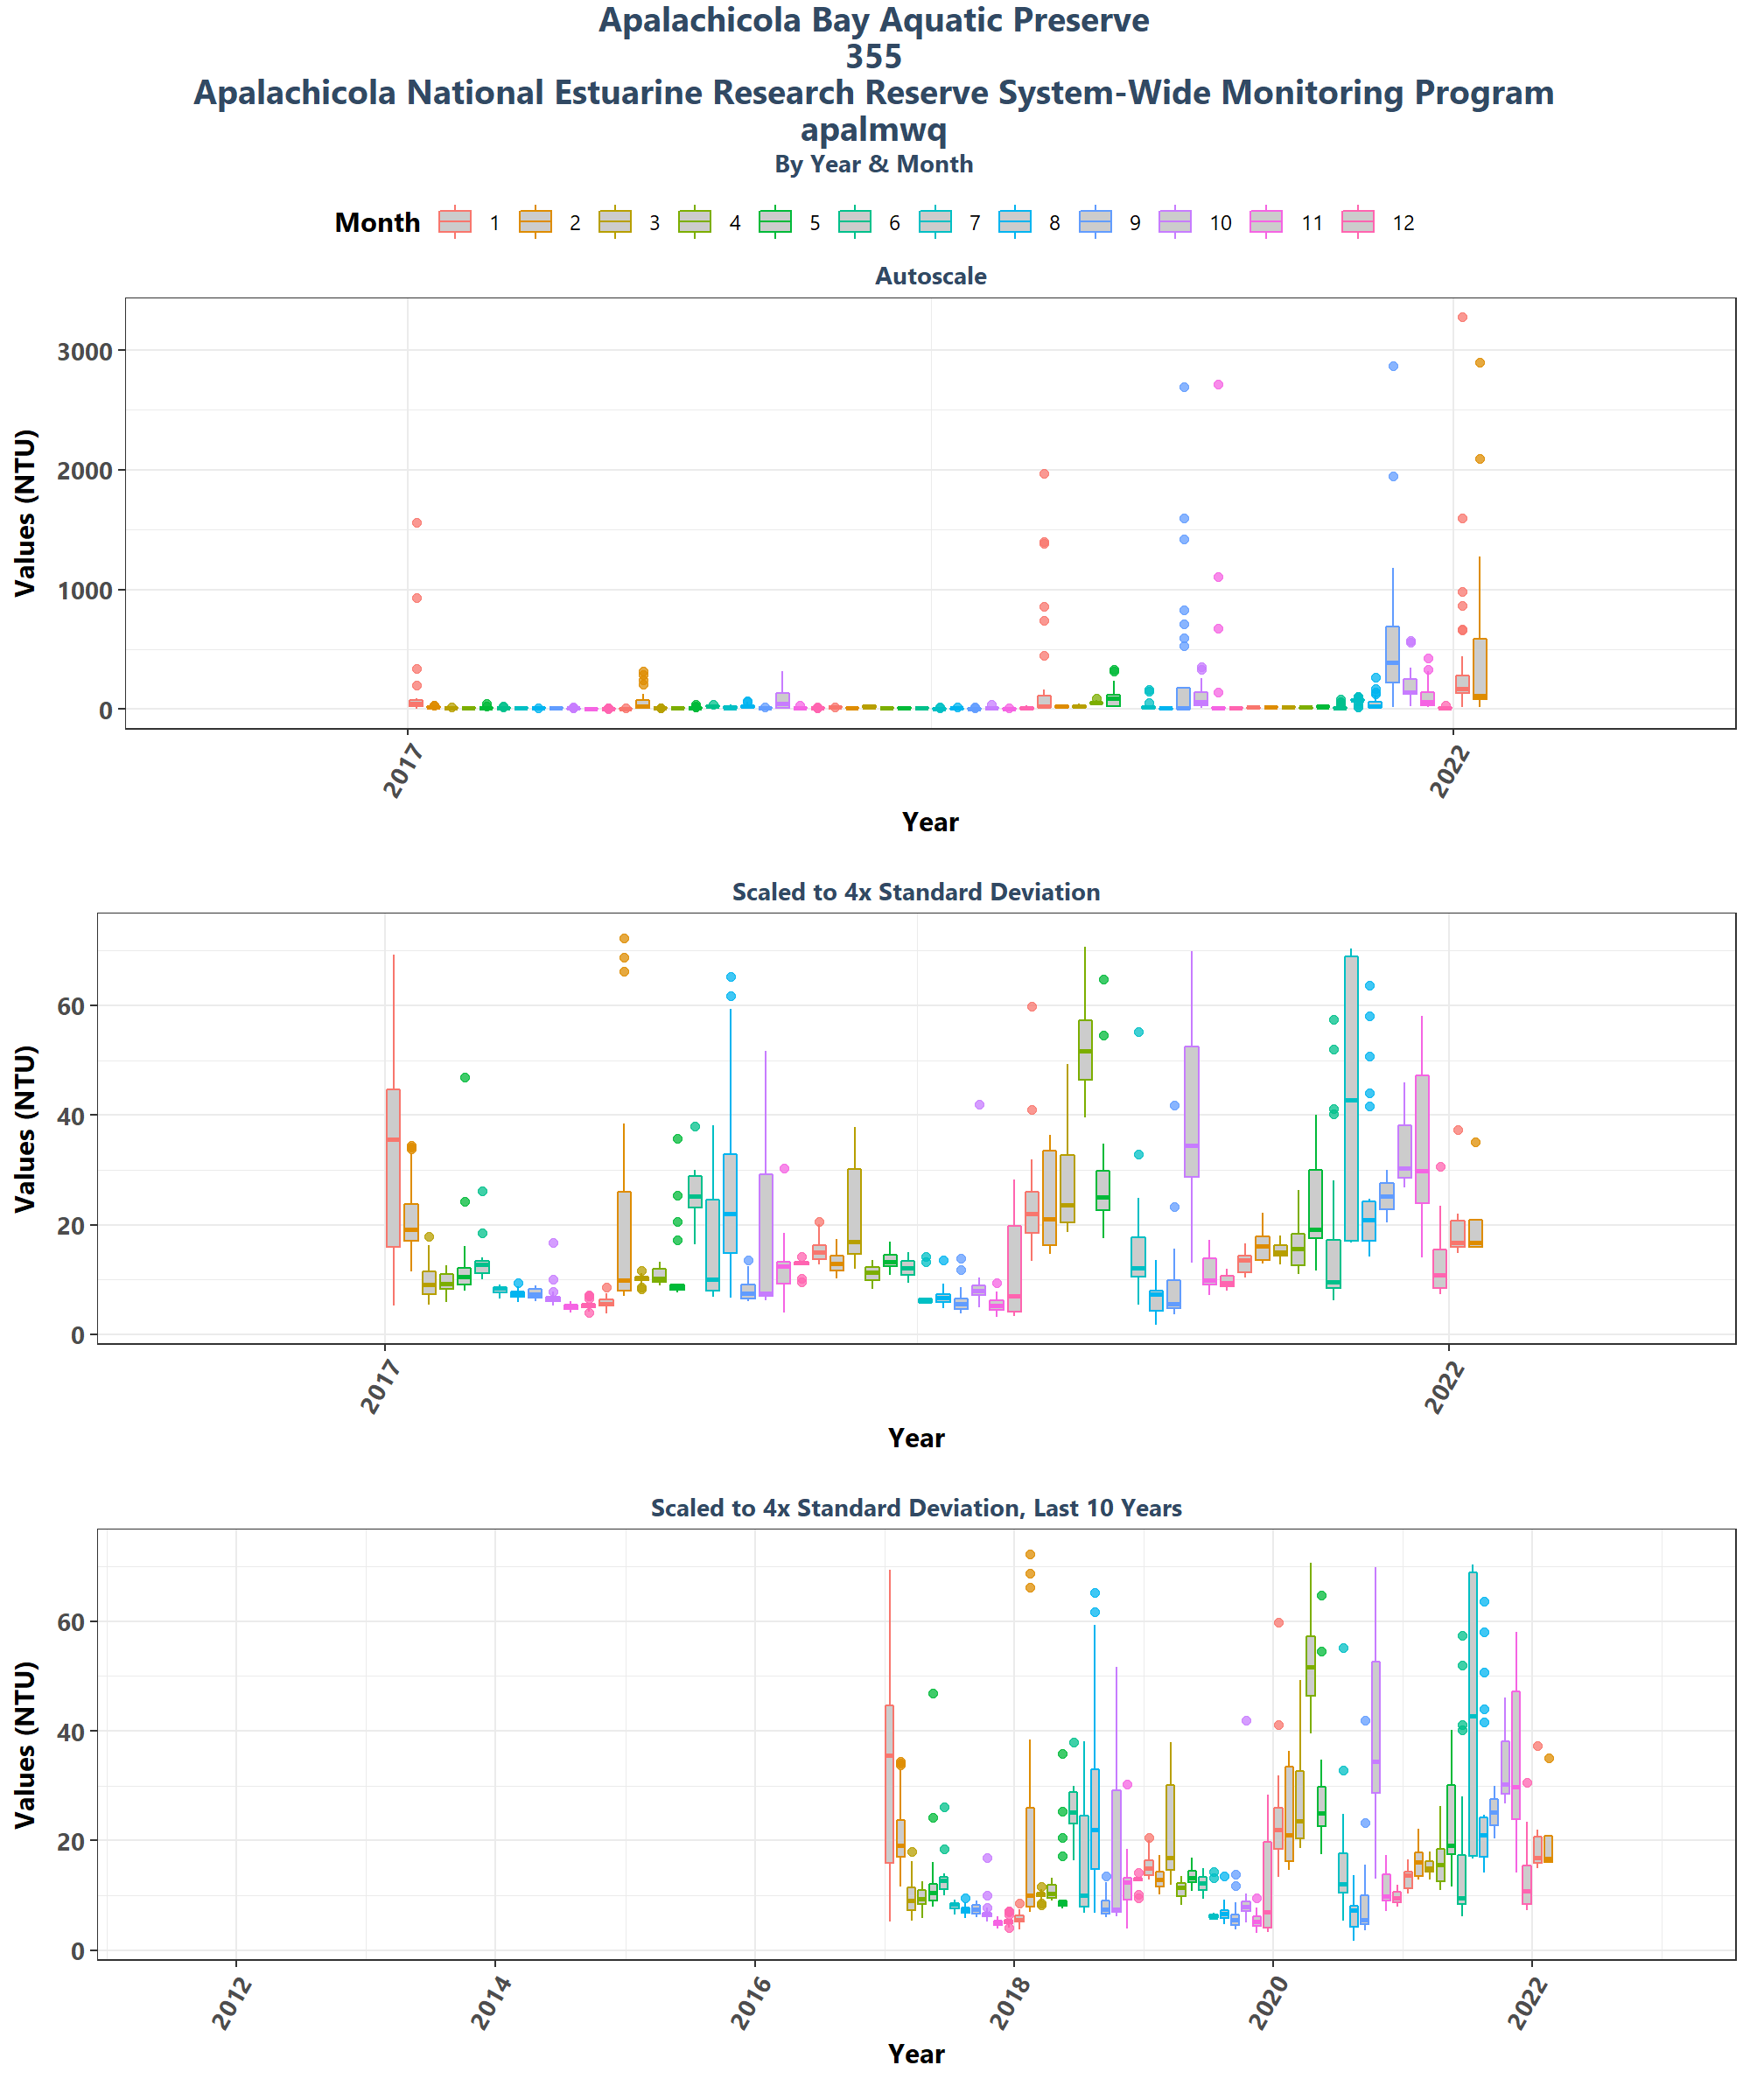 Apalachicola Bay Aquatic Preserve
355
Apalachicola National Estuarine Research Reserve System-Wide Monitoring Program
apalmwq
By Year & Month
Month 1 2 3 4 5 6 7 8 9 10 11 12
Autoscale
Values (NTU)
3000
2000
1000
0
2017 2022
Year
Scaled to 4x Standard Deviation
Values (NTU)
60
40
20
0
2017 2022
Year
Scaled to 4x Standard Deviation, Last 10 Years
Values (NTU)
60
40
20
0
2012 2014 2016 2018 2020 2022
Year